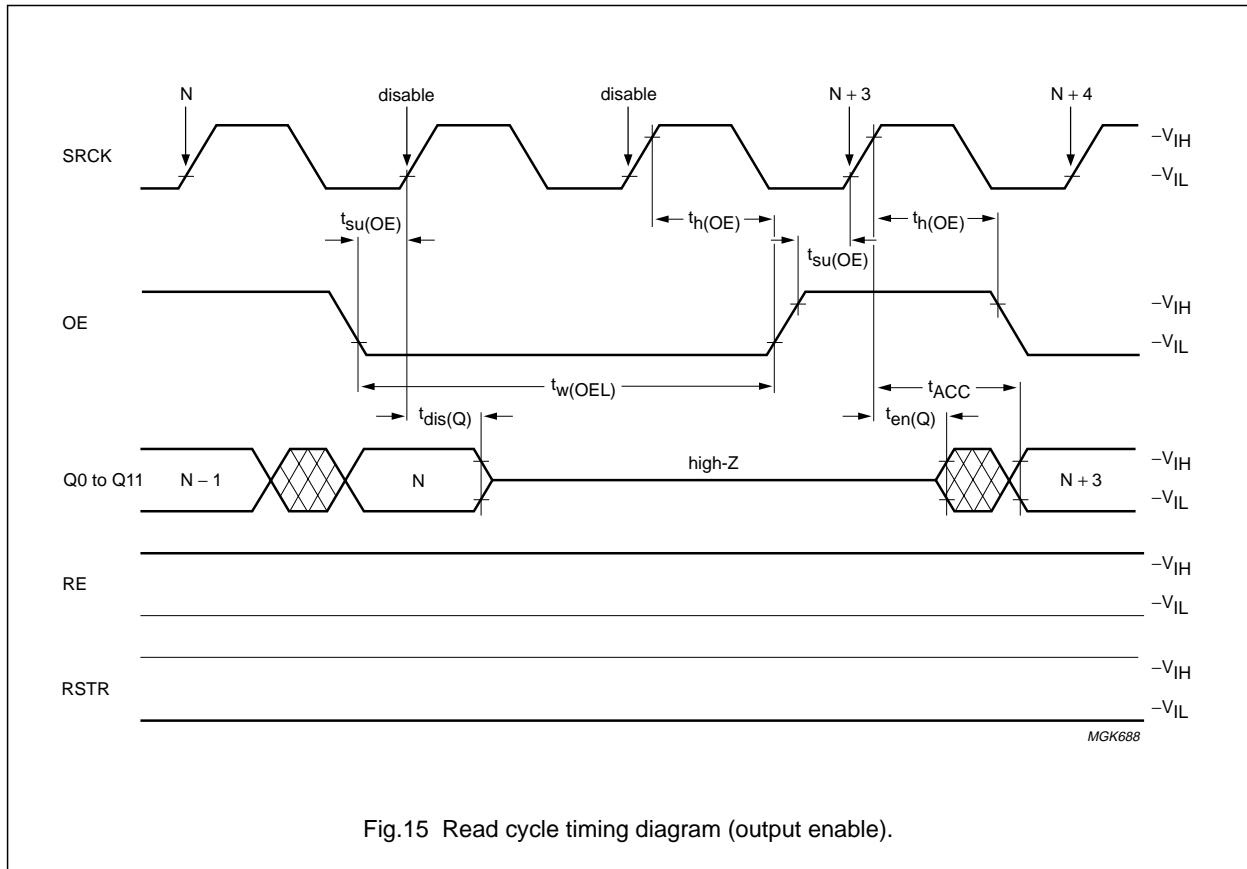 N disable disable N + 3 N + 4
SRCK
–VIH
–VIL
tsu(OE) th(OE) th(OE)
tsu(OE)
OE
–VIH
–VIL
tw(OEL) tACC
tdis(Q) ten(Q)
Q0 to Q11 N – 1 N high-Z N + 3
–VIH
–VIL
RE
–VIH
–VIL
RSTR
–VIH
–VIL
MGK688
Fig.15 Read cycle timing diagram (output enable).